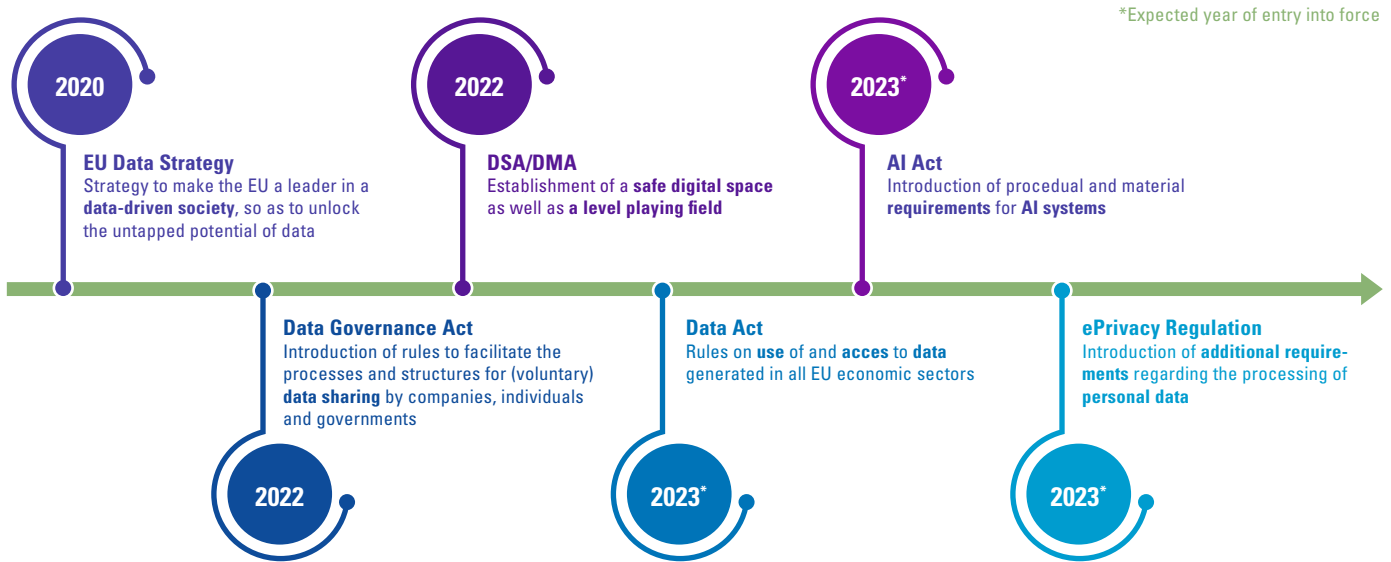 *Expected year of entry into force
2020
EU Data Strategy
Strategy to make the EU a leader in a
data-driven society, so as to unlock
the untapped potential of data
2022
DSA/DMA
Establishment of a safe digital space
as well as a level playing field
2023*
AI Act
Introduction of procedual and material
requirements for AI systems
Data Governance Act
Introduction of rules to facilitate the
processes and structures for (voluntary)
data sharing by companies, individuals
and governments
2022
Data Act
Rules on use of and acces to data
generated in all EU economic sectors
2023*
ePrivacy Regulation
Introduction of additional require-
ments regarding the processing of
personal data
2023*